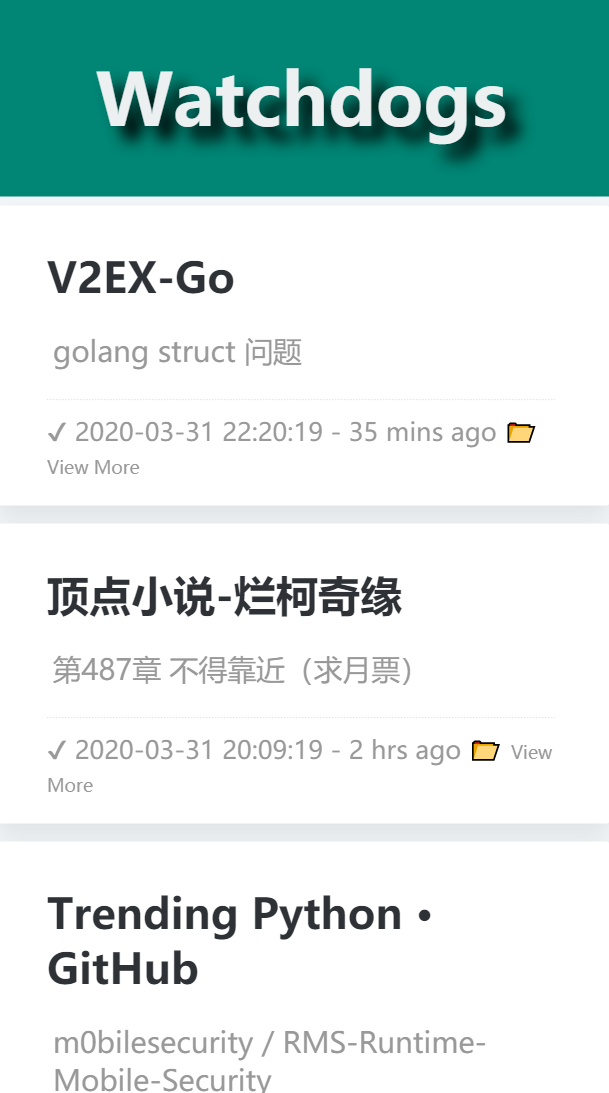 Watchdogs
V2EX-Go
golang struct 问题
✓ 2020-03-31 22:20:19 - 35 mins ago 📂
View More
顶点小说-烂柯奇缘
第487章 不得靠近（求月票）
✓ 2020-03-31 20:09:19 - 2 hrs ago 📂 View
More
Trending Python •
GitHub
m0bilesecurity / RMS-Runtime-
Mobile-Security